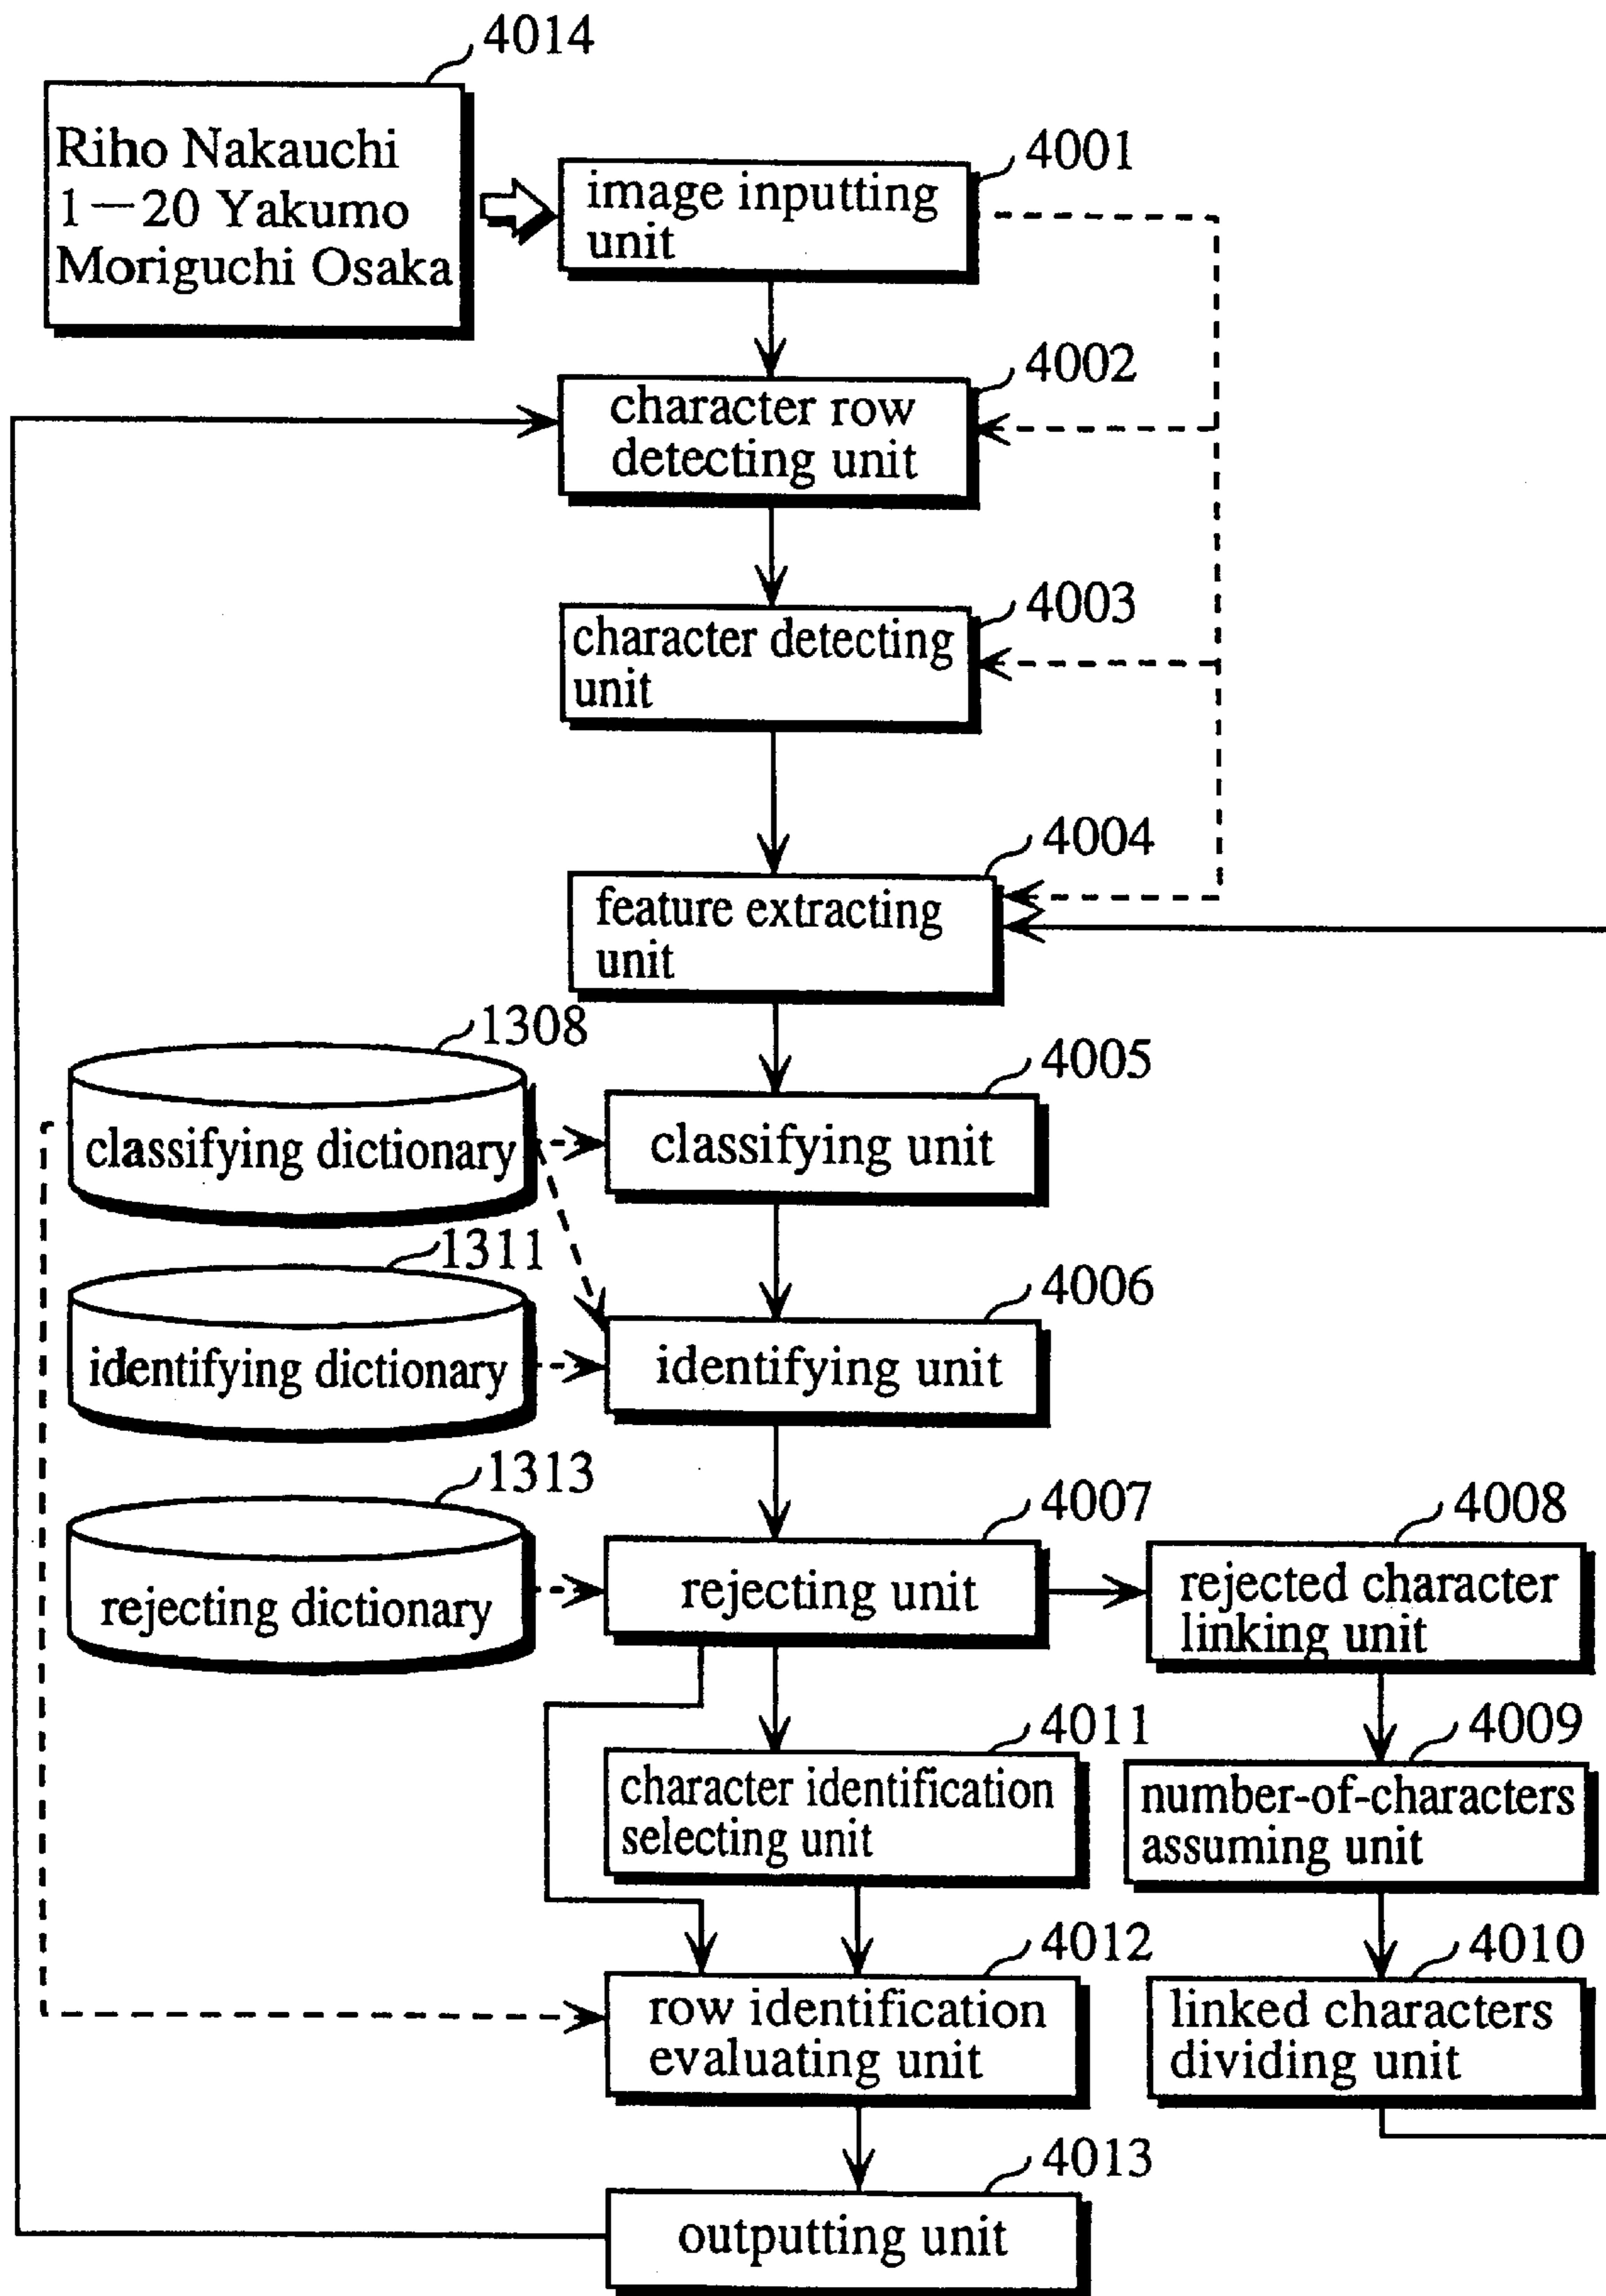 4014
Riho Nakauchi
1—20 Yakumo
Moriguchi Osaka
4001
image inputting
unit
4002
character row
detecting unit
4003
character detecting
unit
4004
feature extracting
unit
1308
classifying dictionary
4005
classifying unit
1311
identifying dictionary
4006
identifying unit
1313
rejecting dictionary
4007
rejecting unit
4008
rejected character
linking unit
4011
character identification
selecting unit
4009
number-of-characters
assuming unit
4012
row identification
evaluating unit
4010
linked characters
dividing unit
4013
outputting unit